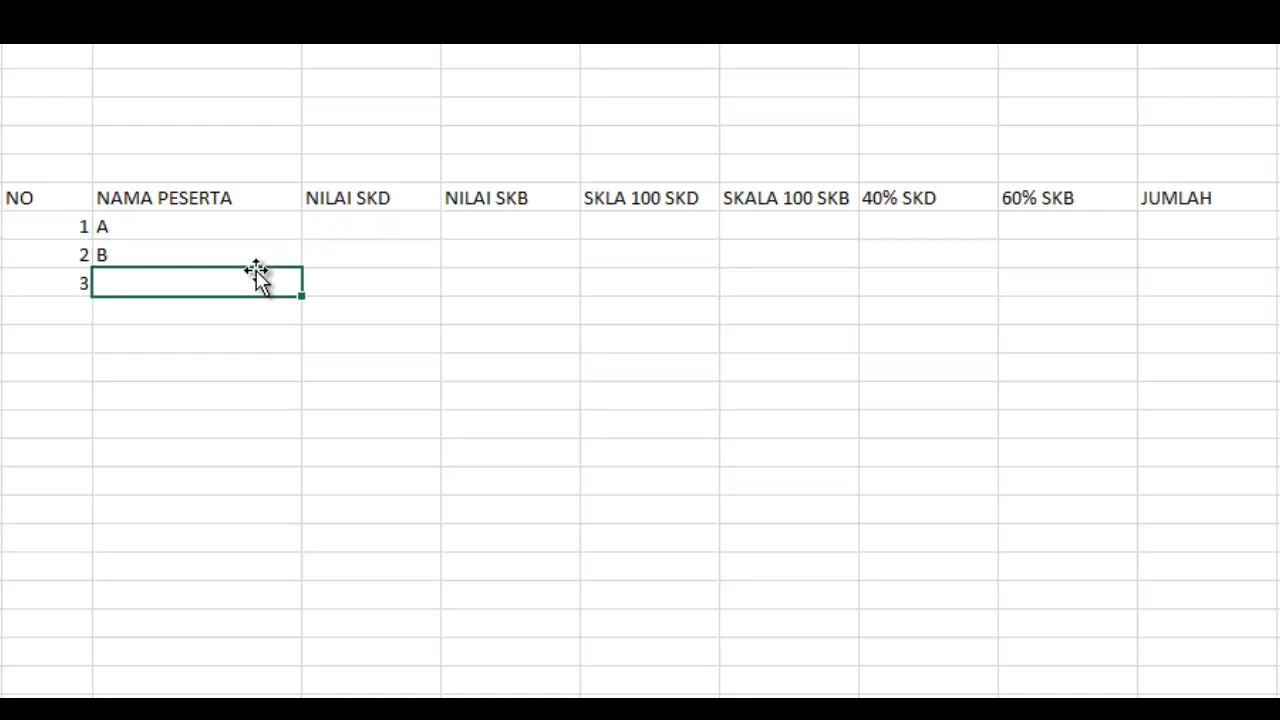 NO NAMA PESERTA NILAI SKD NILAI SKB SKLA 100 SKD SKALA 100 SKB 40% SKD 60% SKB JUMLAH
1 A
2 B
3